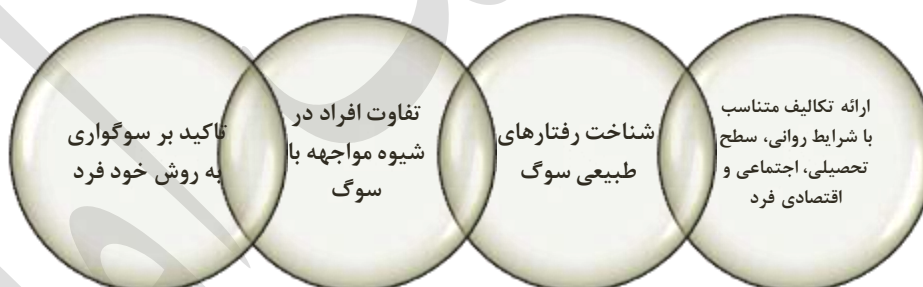 ارائه تکالیف متناسب
با شرایط روانی، سطح
تحصیلی، اجتماعی و
اقتصادی فرد
شناخت رفتارهای
طبیعی سوگ
تفاوت افراد در
شیوه مواجهه با
سوگ
تاکید بر سوگواری
به روش خود فرد